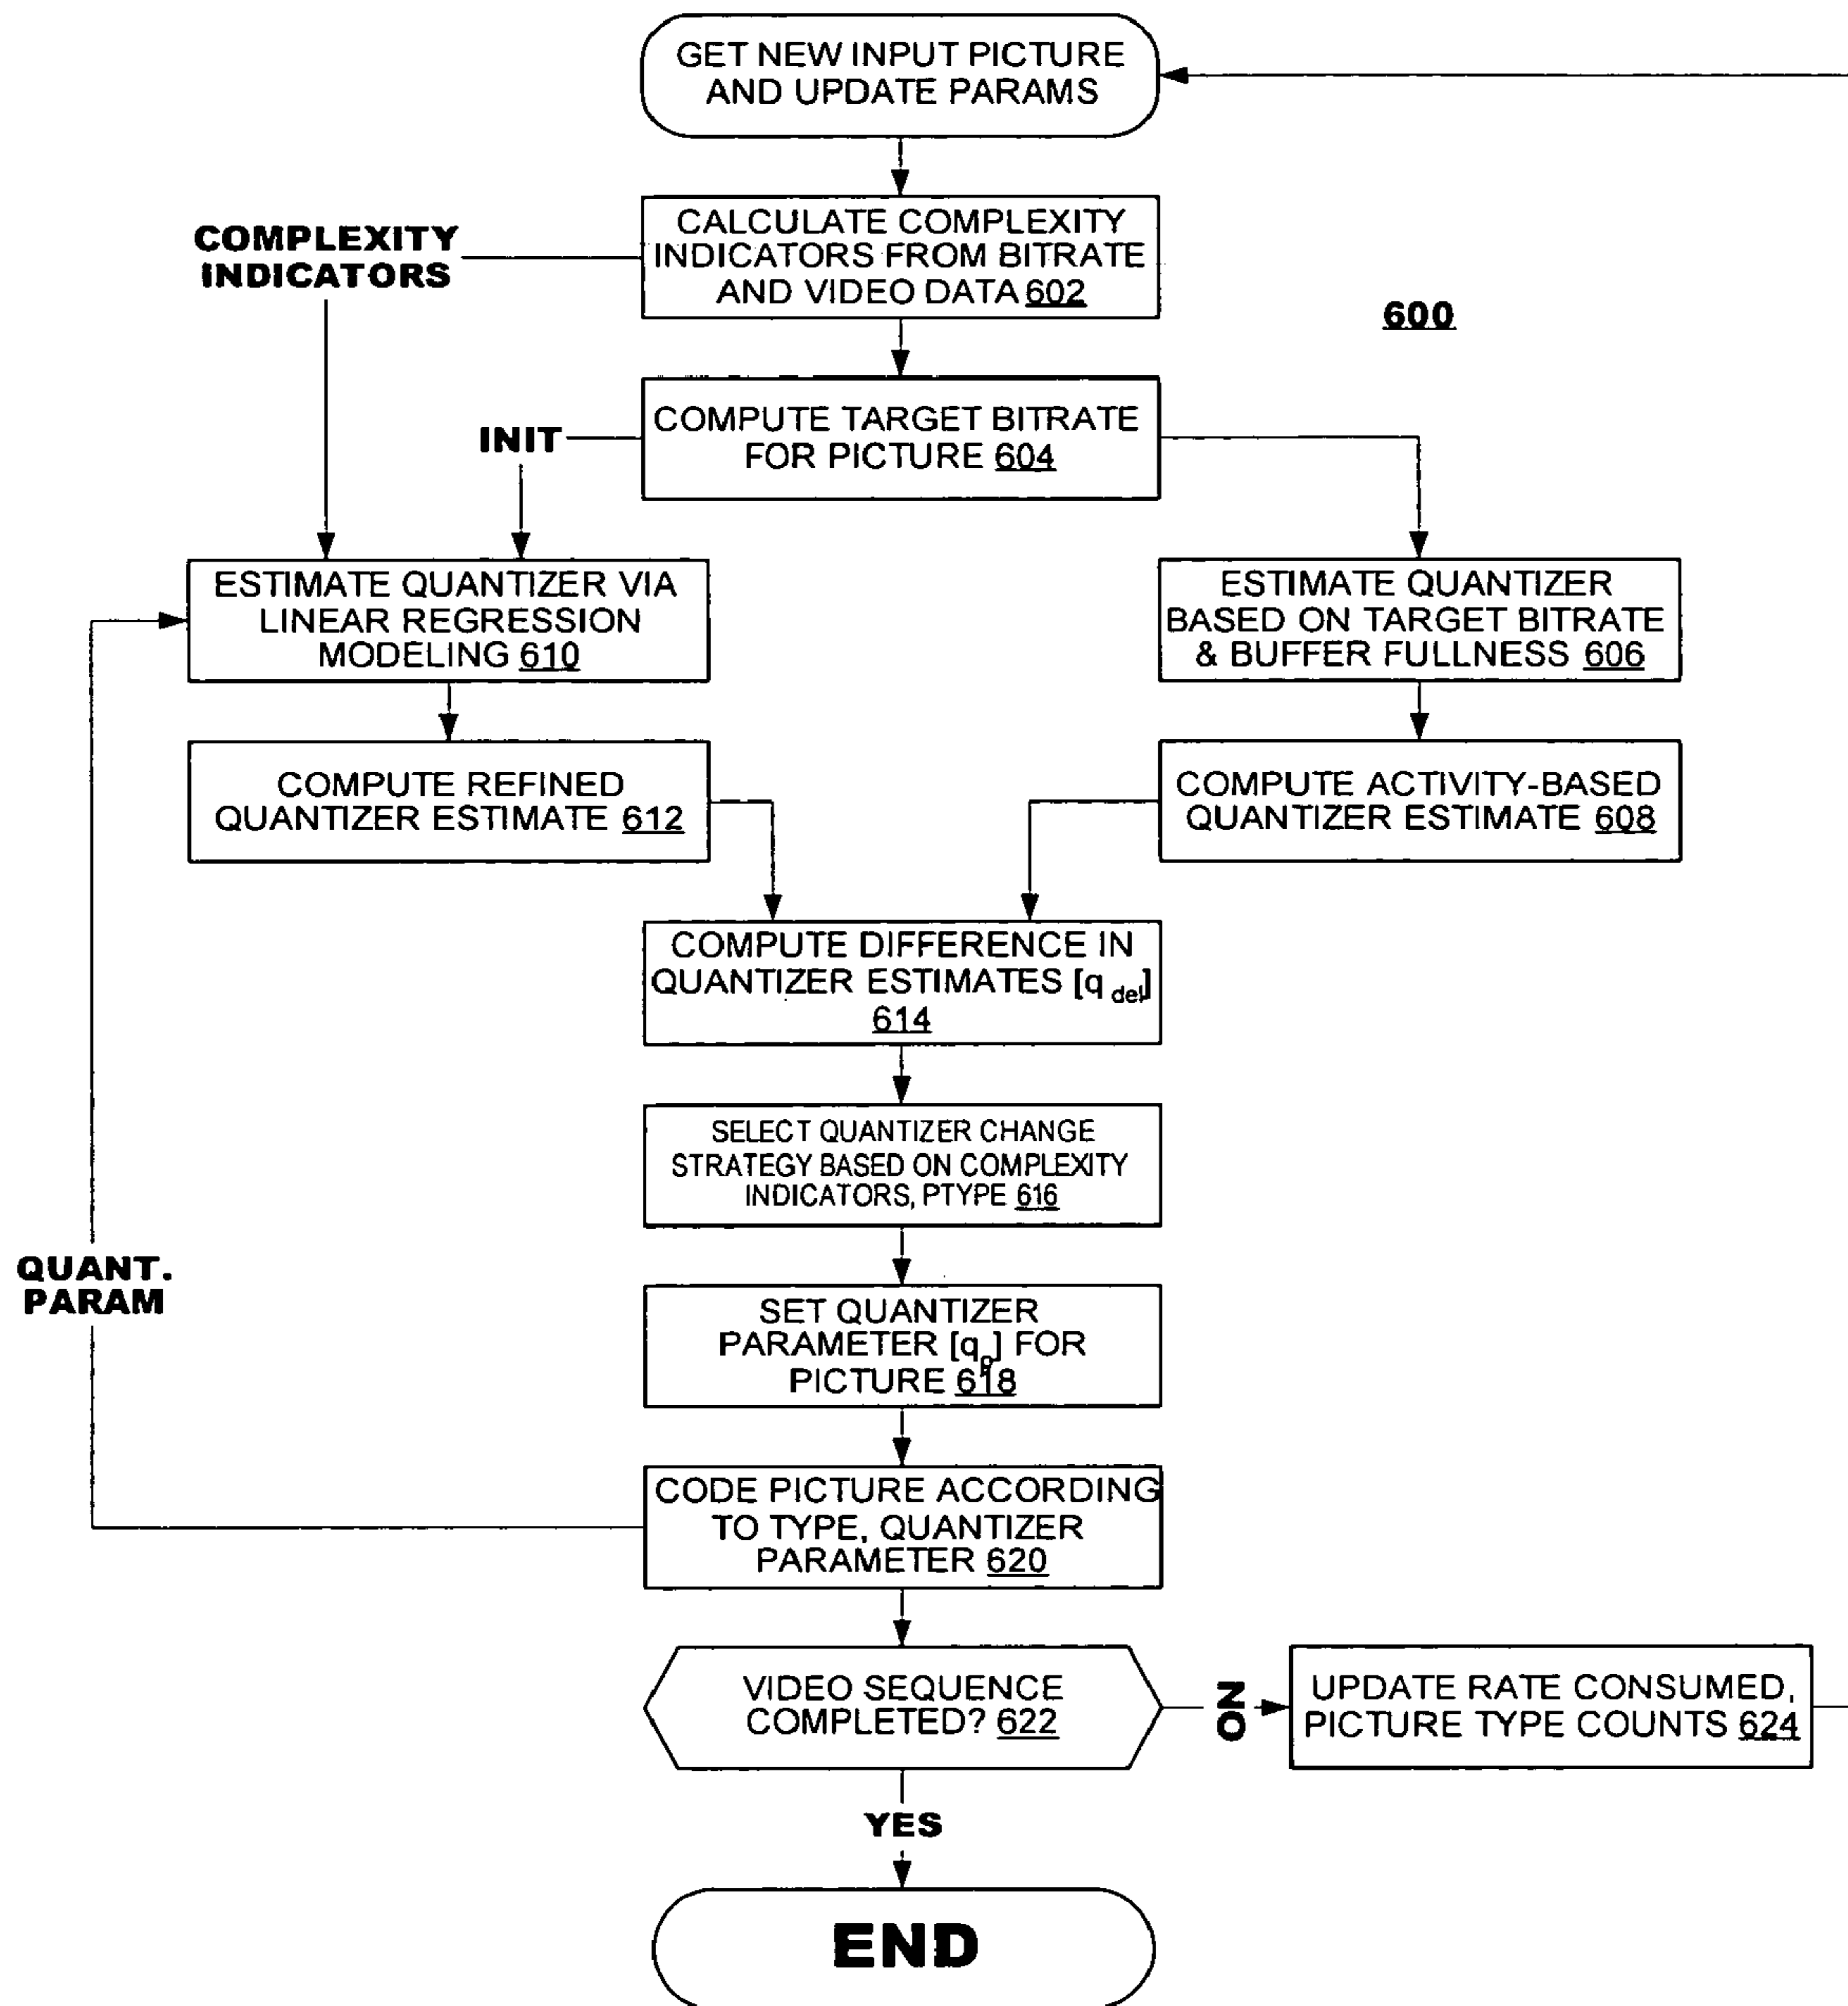 GET NEW INPUT PICTURE
AND UPDATE PARAMS
CALCULATE COMPLEXITY
INDICATORS FROM BITRATE
AND VIDEO DATA 602
COMPLEXITY
INDICATORS
600
COMPUTE TARGET BITRATE
FOR PICTURE 604
INIT
ESTIMATE QUANTIZER VIA
LINEAR REGRESSION
MODELING 610
ESTIMATE QUANTIZER
BASED ON TARGET BITRATE
& BUFFER FULLNESS 606
COMPUTE REFINED
QUANTIZER ESTIMATE 612
COMPUTE ACTIVITY-BASED
QUANTIZER ESTIMATE 608
COMPUTE DIFFERENCE IN
QUANTIZER ESTIMATES [q del]
614
SELECT QUANTIZER CHANGE
STRATEGY BASED ON COMPLEXITY
INDICATORS, PTYPE 616
QUANT.
PARAM
SET QUANTIZER
PARAMETER [qp] FOR
PICTURE 618
CODE PICTURE ACCORDING
TO TYPE, QUANTIZER
PARAMETER 620
VIDEO SEQUENCE
COMPLETED? 622
NO
UPDATE RATE CONSUMED,
PICTURE TYPE COUNTS 624
YES
END